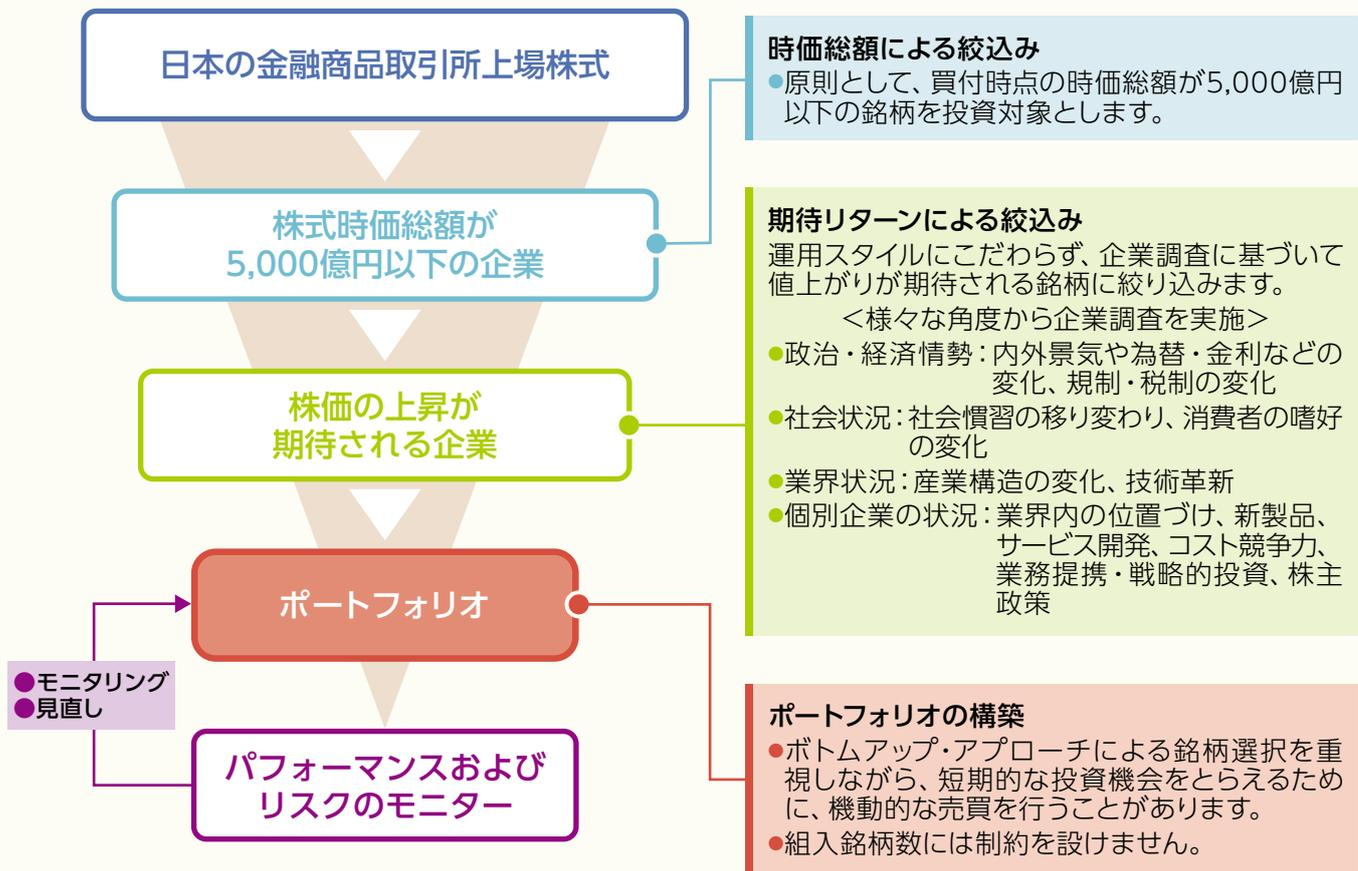 日本の金融商品取引所上場株式
株式時価総額が
5,000億円以下の企業
株価の上昇が
期待される企業
ポートフォリオ
●モニタリング
●見直し
パフォーマンスおよび
リスクのモニター
時価総額による絞込み
●原則として、買付時点の時価総額が5,000億円
以下の銘柄を投資対象とします。
期待リターンによる絞込み
運用スタイルにこだわらず、企業調査に基づいて
値上がりが期待される銘柄に絞り込みます。
＜様々な角度から企業調査を実施＞
●政治・経済情勢：内外景気や為替・金利などの
変化、規制・税制の変化
●社会状況：社会慣習の移り変わり、消費者の嗜好
の変化
●業界状況：産業構造の変化、技術革新
●個別企業の状況：業界内の位置づけ、新製品、
サービス開発、コスト競争力、
業務提携・戦略的投資、株主
政策
ポートフォリオの構築
●ボトムアップ・アプローチによる銘柄選択を重
視しながら、短期的な投資機会をとらえるため
に、機動的な売買を行うことがあります。
●組入銘柄数には制約を設けません。